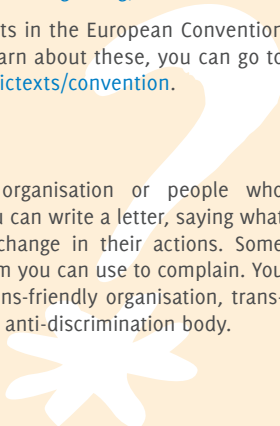 ts in the European Convention
arn about these, you can go to
ictexts/convention.
organisation or people who
u can write a letter, saying what
change in their actions. Some
m you can use to complain. You
ns-friendly organisation, trans-
anti-discrimination body.